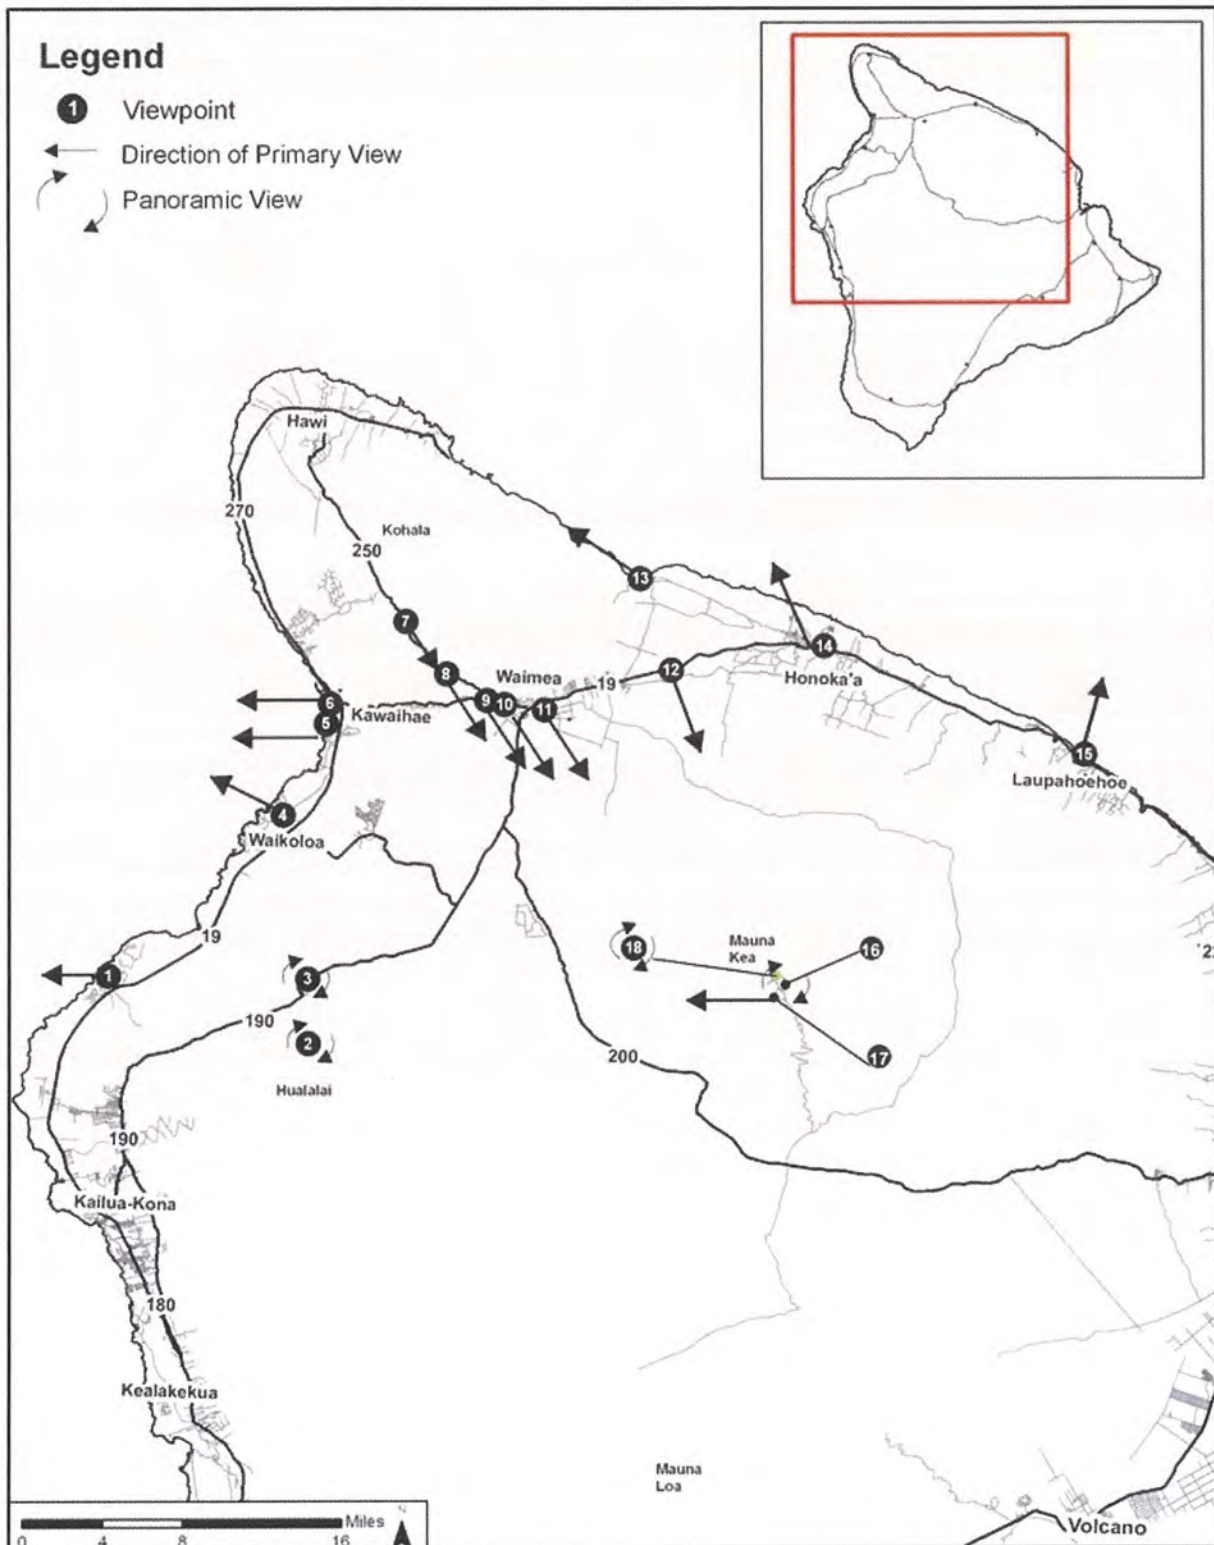 Legend
1 Viewpoint
Direction of Primary View
Panoramic View
Hawi
270
Kohala
250
13
7
14
12
8
Waimea
19
Honoka'a
6
9
10
11
5
Kawaihae
15
Laupahoehoe
4
Waikoloa
19
18
Mauna
Kea
16
'22
1
3
190
2
200
17
Hualalai
190
Kailua-Kona
180
Kealakekua
Mauna
Loa
Volcano
Miles
N
0 4 8 16